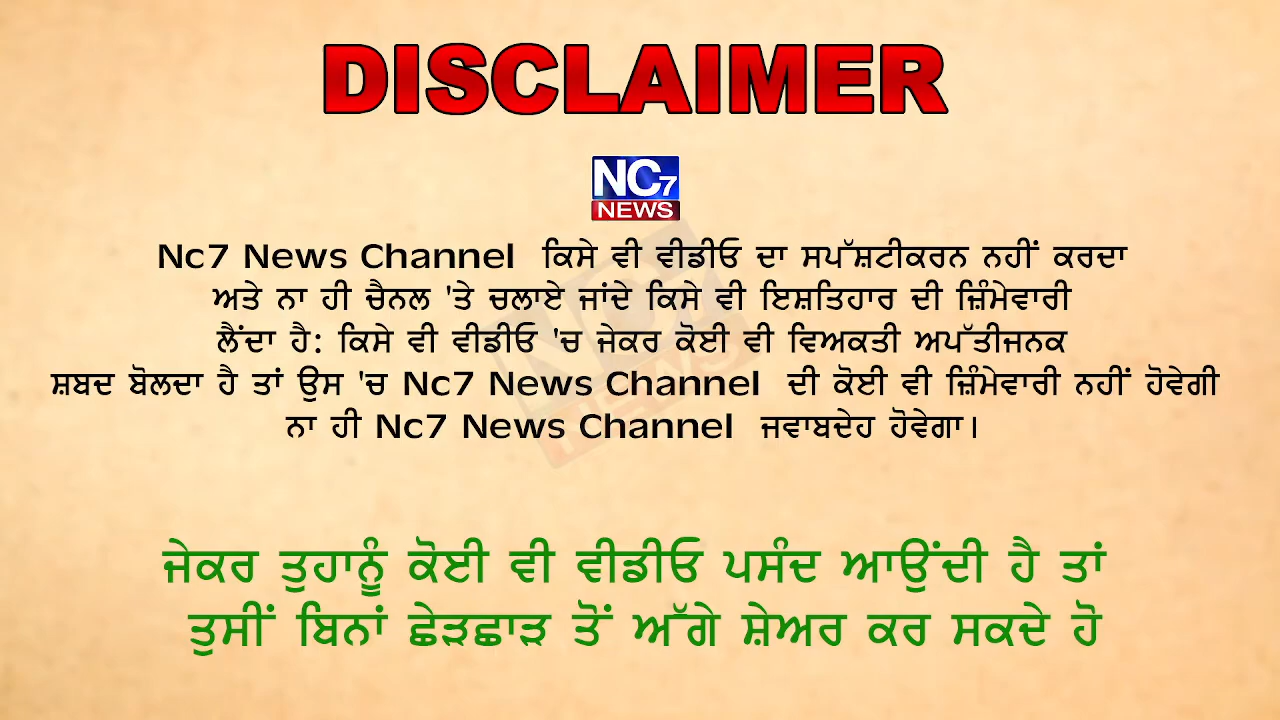 DISCLAIMER
NC7
NEWS
Nc7 News Channel ਕਿਸੇ ਵੀ ਵੀਡੀਓ ਦਾ ਸਪੱਸ਼ਟੀਕਰਨ ਨਹੀਂ ਕਰਦਾ
ਅਤੇ ਨਾ ਹੀ ਚੈਨਲ 'ਤੇ ਚਲਾਏ ਜਾਂਦੇ ਕਿਸੇ ਵੀ ਇਸ਼ਤਿਹਾਰ ਦੀ ਜ਼ਿੰਮੇਵਾਰੀ
ਲੈਂਦਾ ਹੈ: ਕਿਸੇ ਵੀ ਵੀਡੀਓ 'ਚ ਜੇਕਰ ਕੋਈ ਵੀ ਵਿਅਕਤੀ ਅਪੱਤੀਜਨਕ
ਸ਼ਬਦ ਬੋਲਦਾ ਹੈ ਤਾਂ ਉਸ 'ਚ Nc7 News Channel ਦੀ ਕੋਈ ਵੀ ਜ਼ਿੰਮੇਵਾਰੀ ਨਹੀਂ ਹੋਵੇਗੀ
ਨਾ ਹੀ Nc7 News Channel ਜਵਾਬਦੇਹ ਹੋਵੇਗਾ।
ਜੇਕਰ ਤੁਹਾਨੂੰ ਕੋਈ ਵੀ ਵੀਡੀਓ ਪਸੰਦ ਆਉਂਦੀ ਹੈ ਤਾਂ
ਤੁਸੀਂ ਬਿਨਾਂ ਛੇੜਛਾੜ ਤੋਂ ਅੱਗੇ ਸ਼ੇਅਰ ਕਰ ਸਕਦੇ ਹੋ